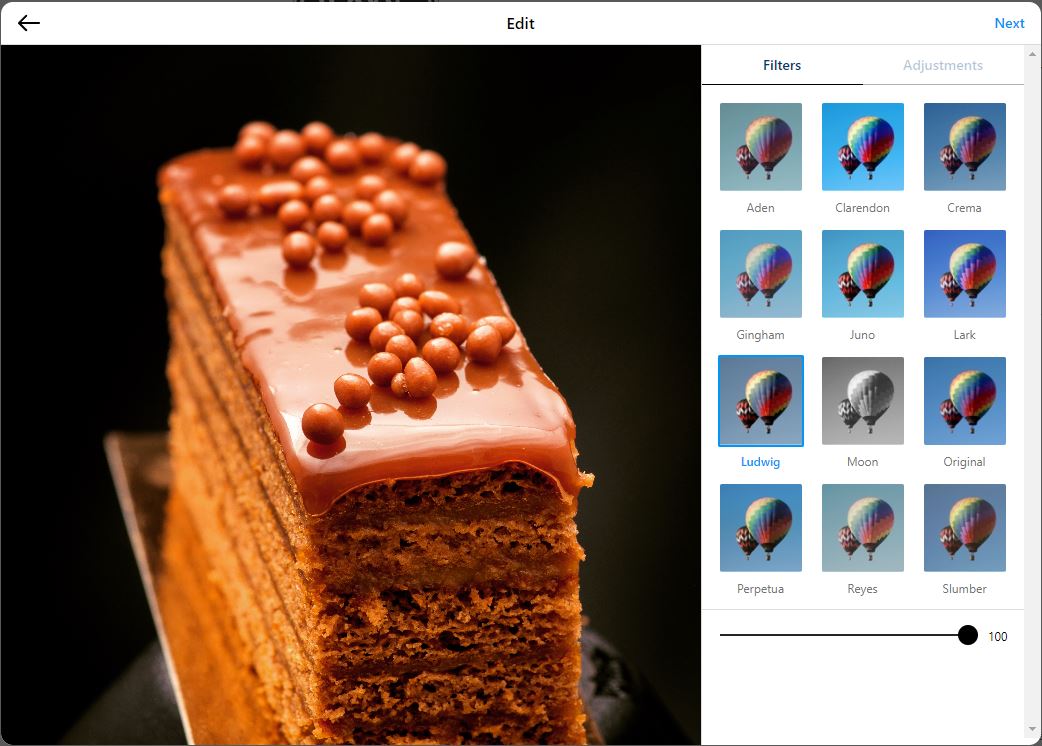 Edit
Next
Filters
Adjustments
Aden
Clarendon
Crema
Gingham
Juno
Lark
Ludwig
Moon
Original
Perpetua
Reyes
Slumber
100